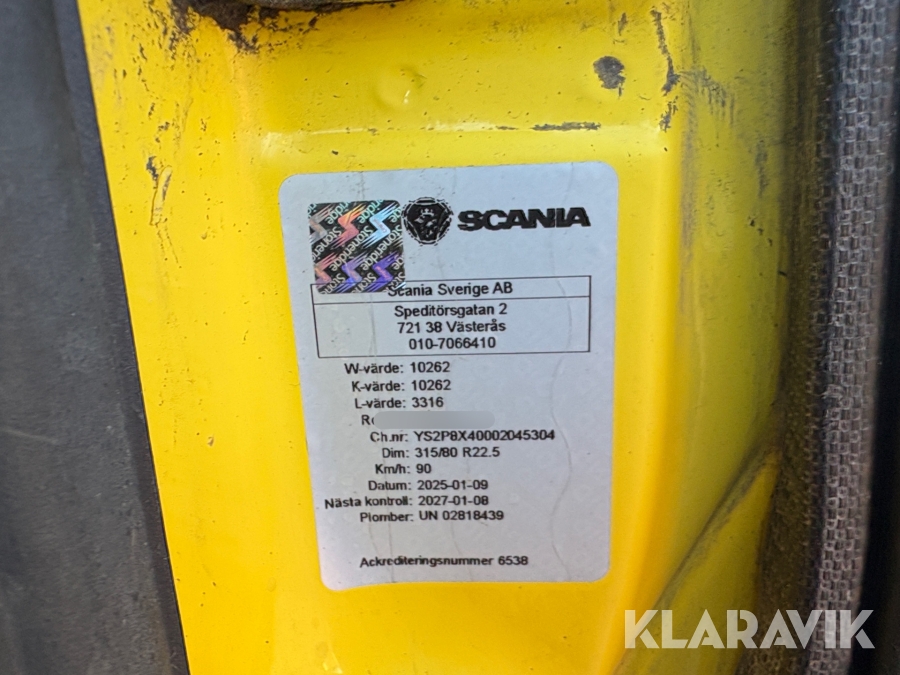 KLARAVIK
SCANIA
Stoneridge
Scania Sverige AB
Speditörsgatan 2
721 38 Västerås
010-7066410
W-värde: 10262
K-värde: 10262
L-värde: 3316
Ch.nr: YS2P8X40002045304
Dim: 315/80 R22.5
Km/h: 90
Datum: 2025-01-09
Nästa kontroll: 2027-01-08
Plomber: UN 02818439
Ackrediteringsnummer 6538
KLARAVIK